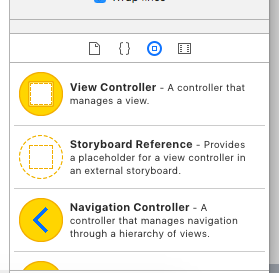 View Controller - A controller that
manages a view.
Storyboard Reference - Provides
a placeholder for a view controller in
an external storyboard.
Navigation Controller - A
controller that manages navigation
through a hierarchy of views.